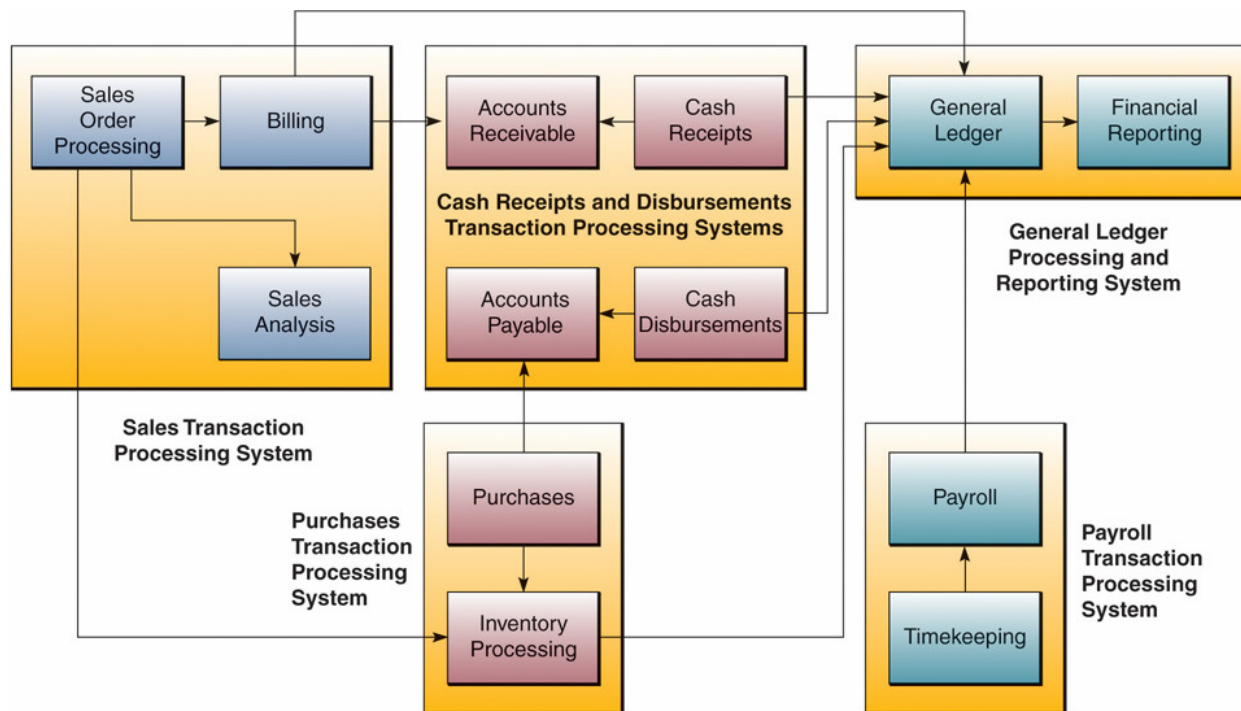 Sales
Order
Processing
Billing
Sales
Analysis
Sales Transaction
Processing System
Accounts
Receivable
Cash
Receipts
Cash Receipts and Disbursements
Transaction Processing Systems
Accounts
Payable
Cash
Disbursements
General
Ledger
Financial
Reporting
General Ledger
Processing and
Reporting System
Purchases
Transaction
Processing
System
Purchases
Inventory
Processing
Payroll
Timekeeping
Payroll
Transaction
Processing
System